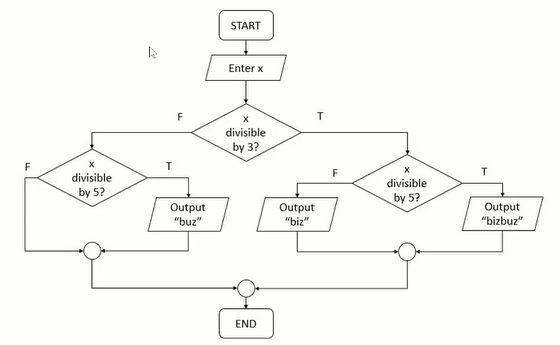 START
Enter x
F
x
divisible
by 3?
T
F
x
divisible
by 5?
T
F
x
divisible
by 5?
T
Output
“buz”
Output
“biz”
Output
“bizbuz”
END